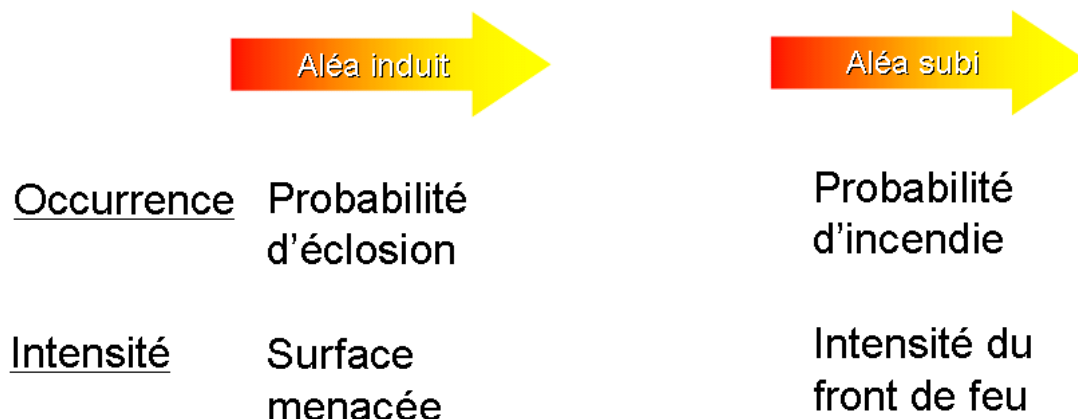 Aléa induit
Aléa subi
Occurrence
Probabilité
d’éclosion
Probabilité
d’incendie
Intensité
Surface
menacée
Intensité du
front de feu